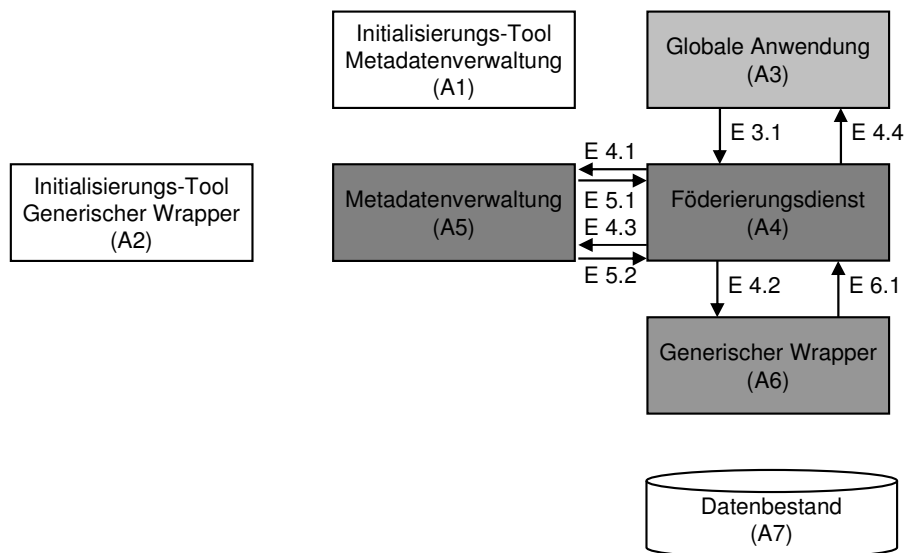 Initialisierungs-Tool
Metadatenverwaltung
(A1)
Globale Anwendung
(A3)
E 3.1
E 4.4
Initialisierungs-Tool
Generischer Wrapper
(A2)
Metadatenverwaltung
(A5)
E 4.1
E 5.1
E 4.3
E 5.2
Föderierungsdienst
(A4)
E 4.2
E 6.1
Generischer Wrapper
(A6)
Datenbestand
(A7)